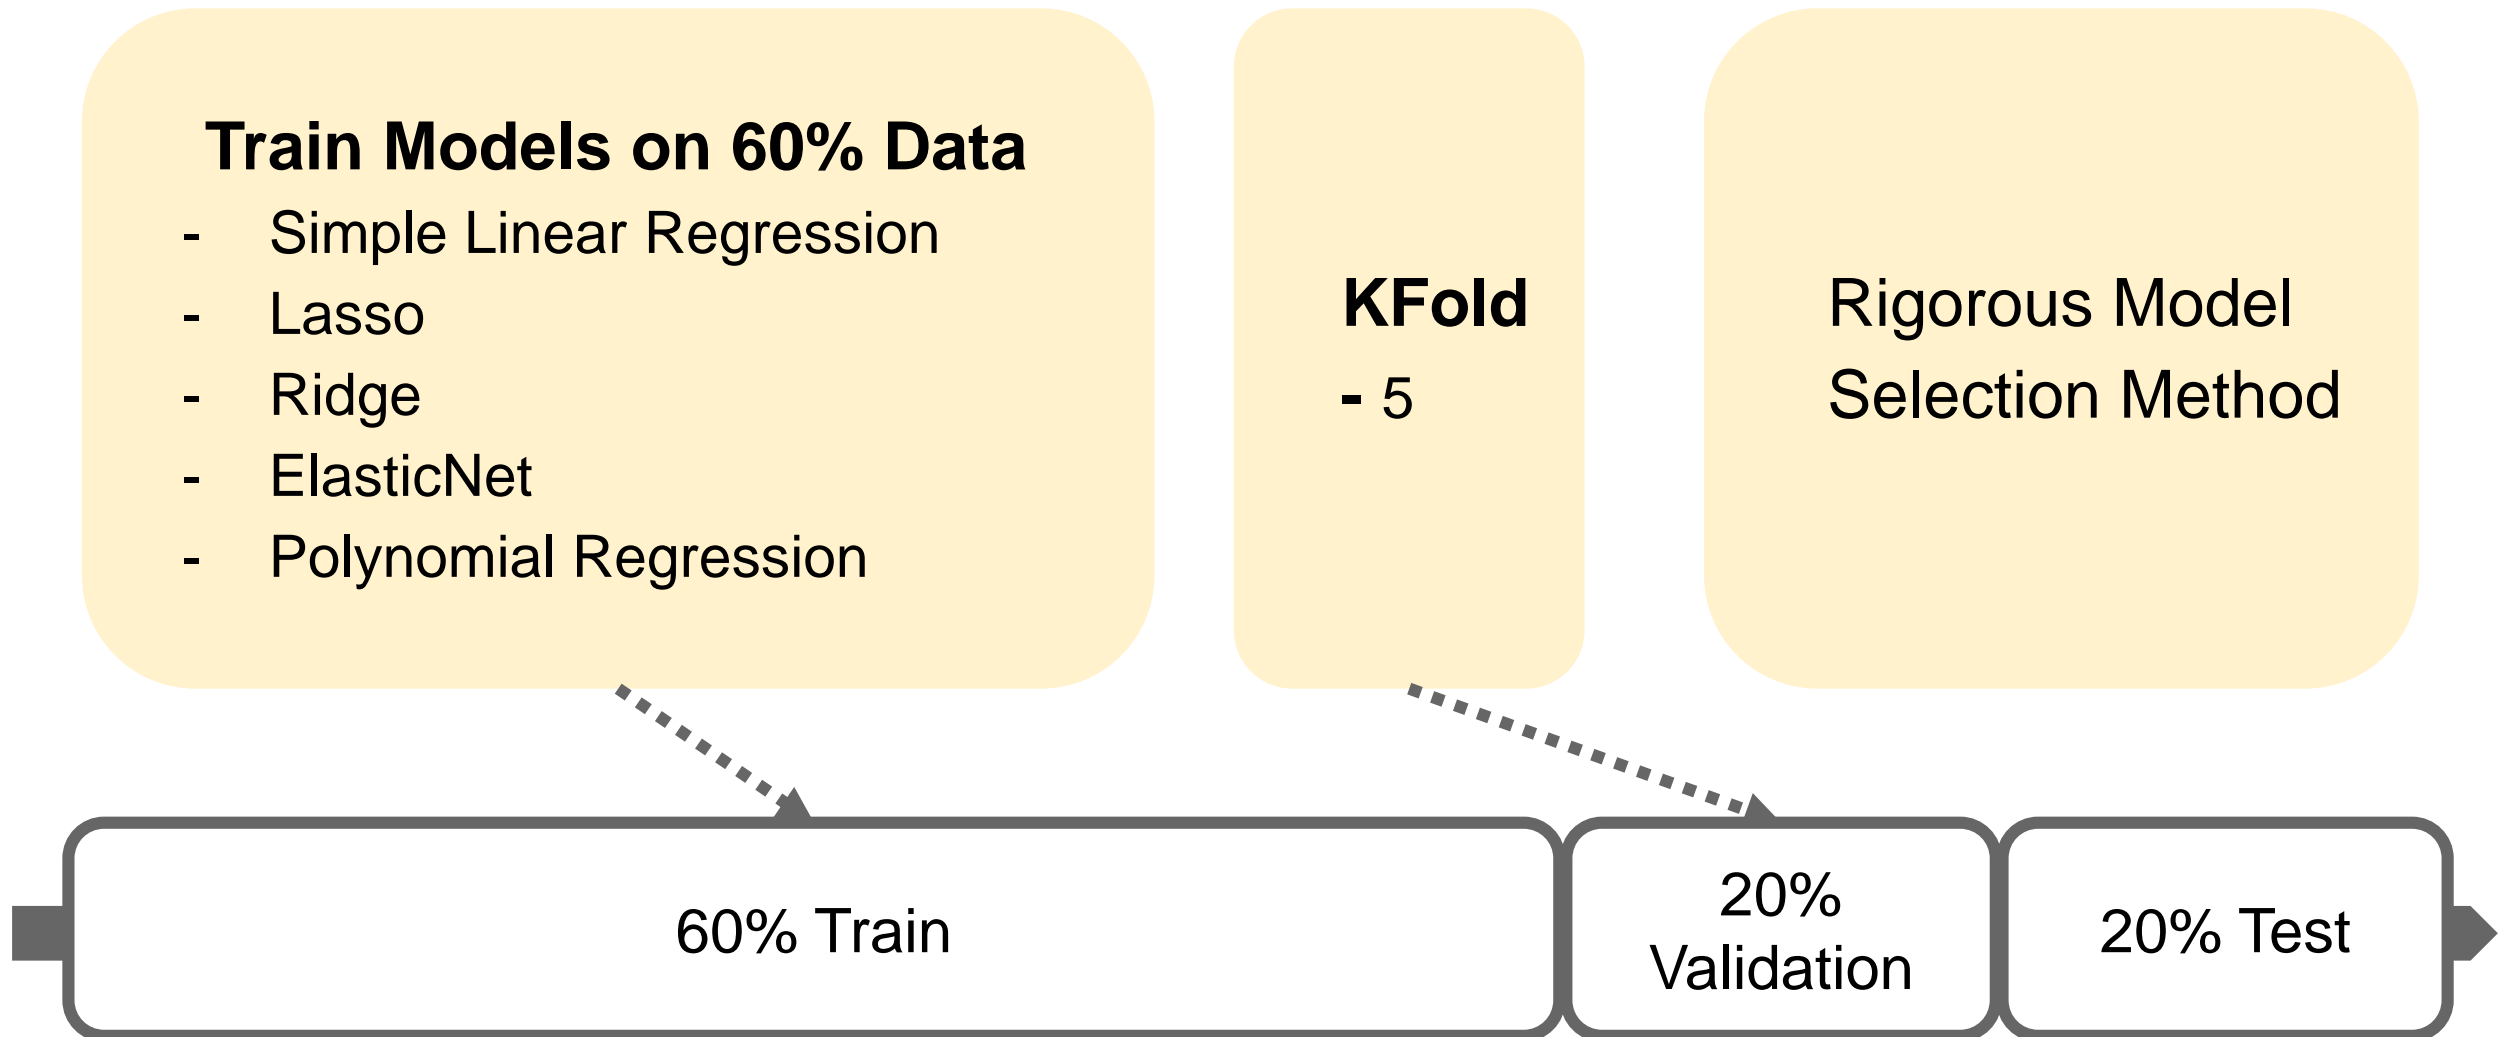 Train Models on 60% Data
- Simple Linear Regression
- Lasso
- Ridge
- ElasticNet
- Polynomial Regression
KFold
- 5
Rigorous Model
Selection Method
60% Train
20%
Validation
20% Test